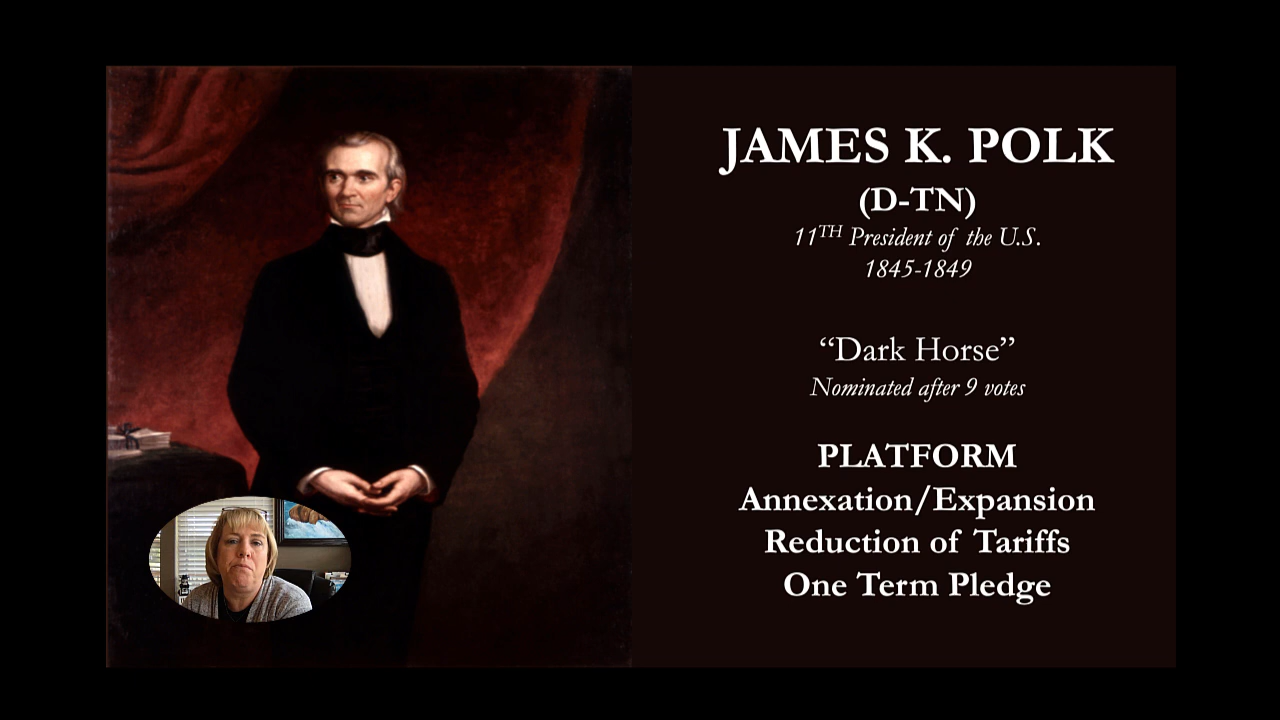 JAMES K. POLK
(D-TN)
11TH President of the U.S.
1845-1849
“Dark Horse”
Nominated after 9 votes
PLATFORM
Annexation/Expansion
Reduction of Tariffs
One Term Pledge